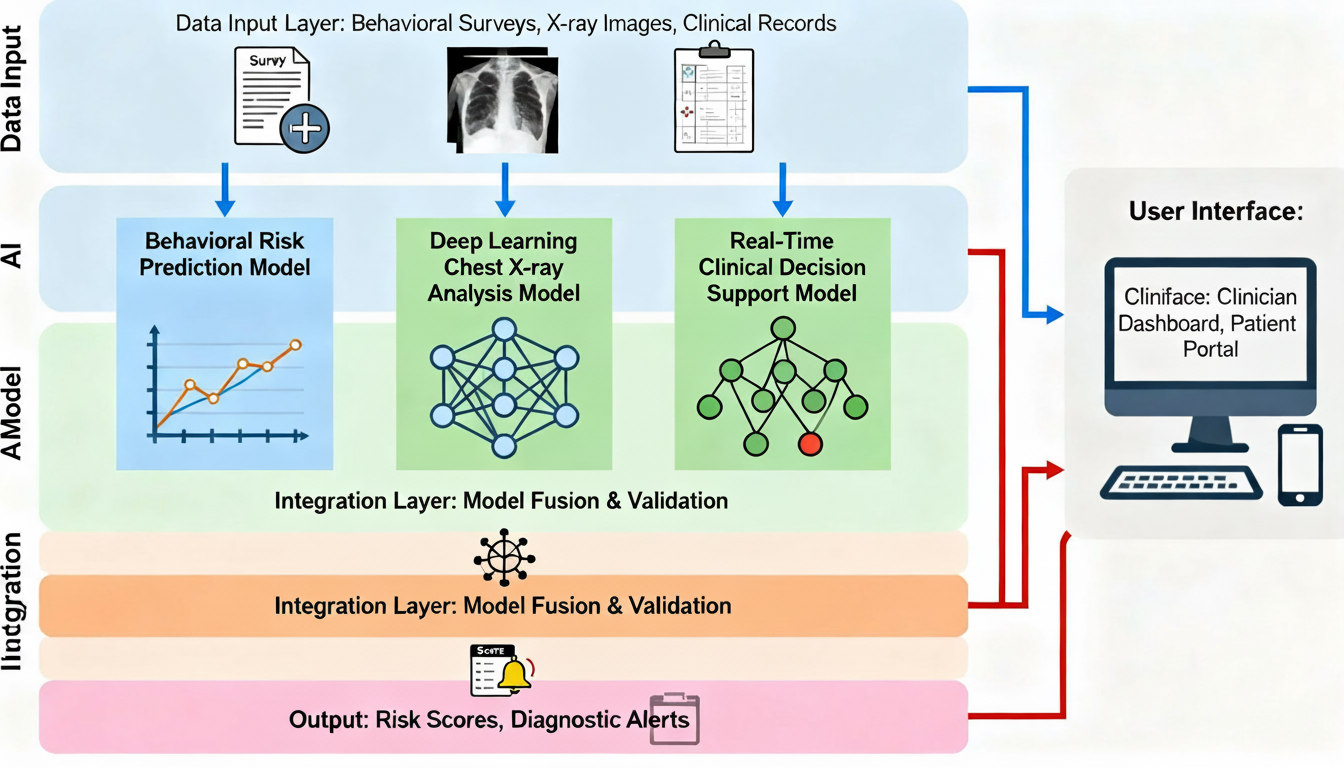 Data Input Layer: Behavioral Surveys, X-ray Images, Clinical Records
Data Input
Survy
AI
Behavioral Risk
Prediction Model
Deep Learning
Chest X-ray
Analysis Model
Real-Time
Clinical Decision
Support Model
User Interface:
Cliniface: Clinician
Dashboard, Patient
Portal
AModel
Integration Layer: Model Fusion & Validation
Integration Layer: Model Fusion & Validation
Output: Risk Scores, Diagnostic Alerts